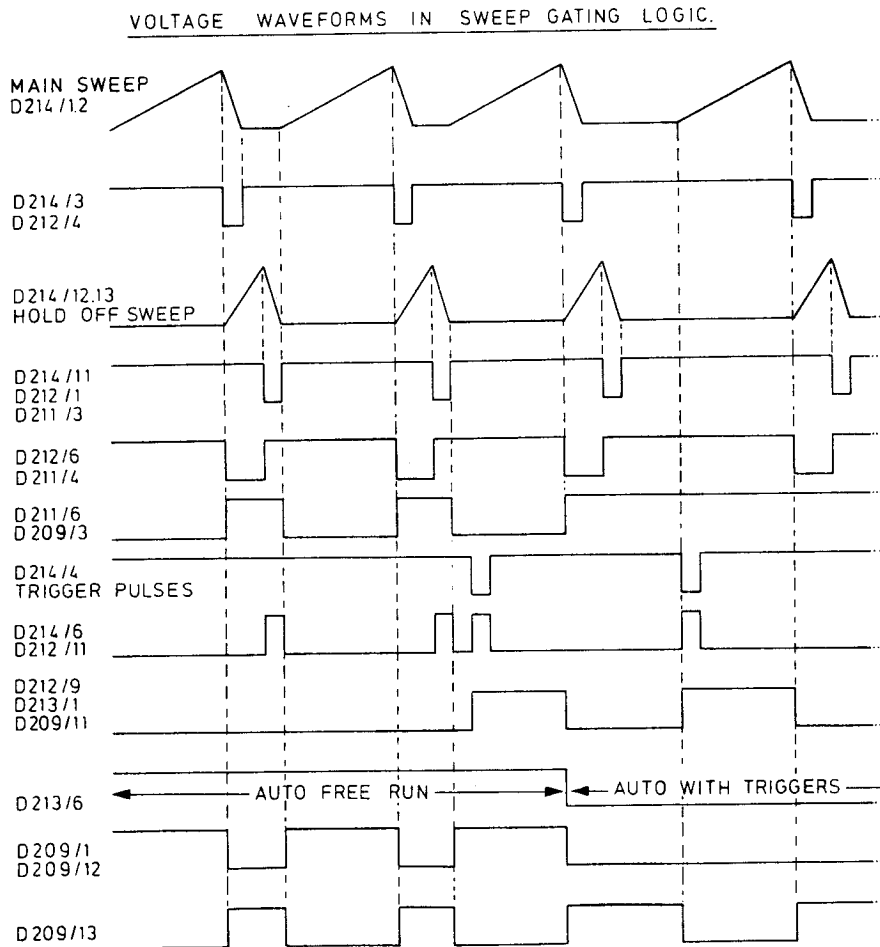 VOLTAGE WAVEFORMS IN SWEEP GATING LOGIC.
MAIN SWEEP
D214/1.2
D214/3
D212/4
D214/12.13
HOLD OFF SWEEP
D214/11
D212/1
D211/3
D212/6
D211/4
D211/6
D209/3
D214/4
TRIGGER PULSES
D214/6
D212/11
D212/9
D213/1
D209/11
AUTO FREE RUN
AUTO WITH TRIGGERS
D213/6
D209/1
D209/12
D209/13